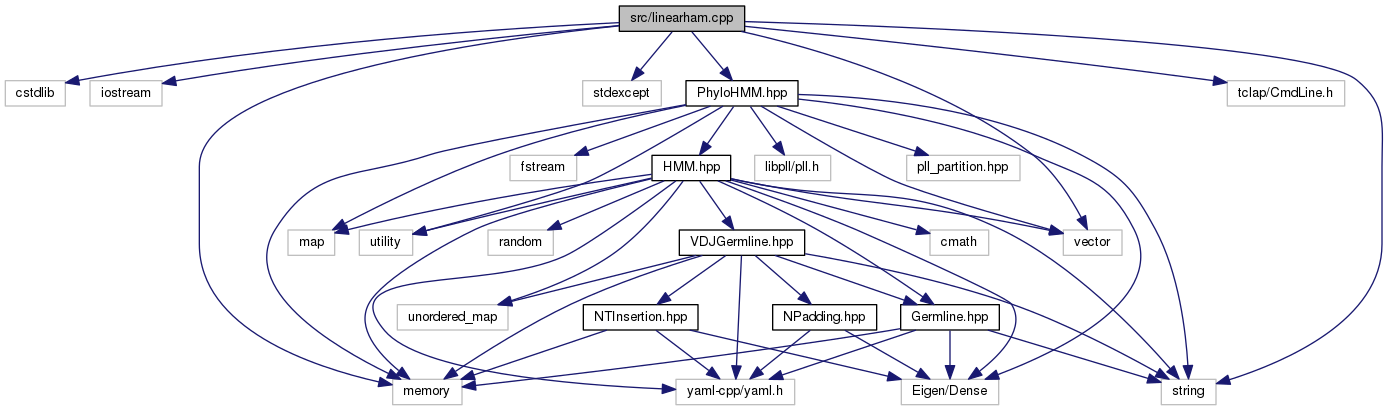 src/linearham.cpp
cstdlib
iostream
stdexcept
PhyloHMM.hpp
tclap/CmdLine.h
fstream
HMM.hpp
libpll/pll.h
pll_partition.hpp
map
utility
random
VDJGermline.hpp
cmath
vector
unordered_map
NTInsertion.hpp
NPadding.hpp
Germline.hpp
memory
yaml-cpp/yaml.h
Eigen/Dense
string